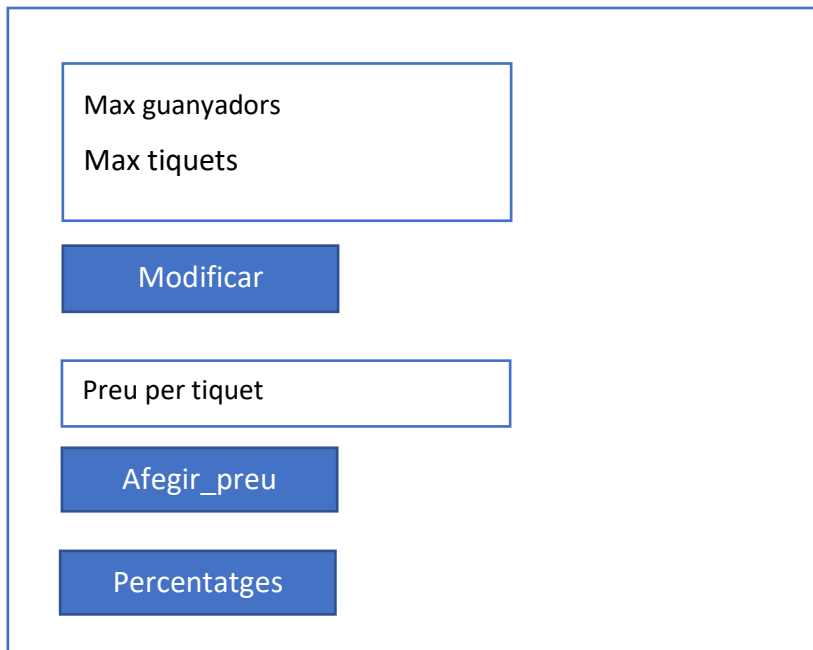 Max guanyadors
Max tiquets
Modificar
Preu per tiquet
Afegir_preu
Percentatges